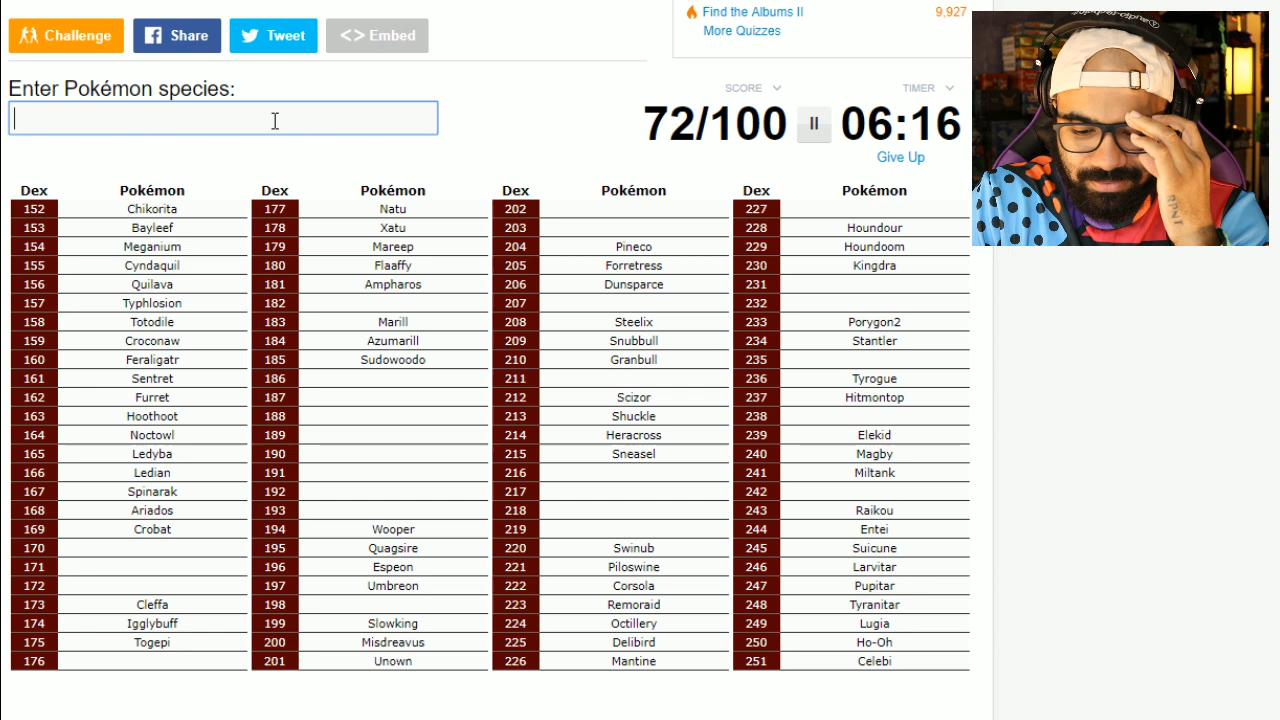 Challenge Share Tweet <> Embed
Find the Albums II 9,927
More Quizzes
Enter Pokémon species:
SCORE TIMER
72/100 06:16
Give Up
Dex Pokémon Dex Pokémon Dex Pokémon Dex Pokémon
152 Chikorita 177 Natu 202 227
153 Bayleef 178 Xatu 203 228 Houndour
154 Meganium 179 Mareep 204 Pineco 229 Houndoom
155 Cyndaquil 180 Flaaffy 205 Forretress 230 Kingdra
156 Quilava 181 Ampharos 206 Dunsparce 231
157 Typhlosion 182 207 232
158 Totodile 183 Marill 208 Steelix 233 Porygon2
159 Croconaw 184 Azumarill 209 Snubbull 234 Stantler
160 Feraligatr 185 Sudowoodo 210 Granbull 235
161 Sentret 186 211 236 Tyrogue
162 Furret 187 212 Scizor 237 Hitmontop
163 Hoothoot 188 213 Shuckle 238
164 Noctowl 189 214 Heracross 239 Elekid
165 Ledyba 190 215 Sneasel 240 Magby
166 Ledian 191 216 241 Miltank
167 Spinarak 192 217 242
168 Ariados 193 218 243 Raikou
169 Crobat 194 Wooper 219 244 Entei
170 195 Quagsire 220 Swinub 245 Suicune
171 196 Espeon 221 Piloswine 246 Larvitar
172 197 Umbreon 222 Corsola 247 Pupitar
173 Cleffa 198 223 Remoraid 248 Tyranitar
174 Igglybuff 199 Slowking 224 Octillery 249 Lugia
175 Togepi 200 Misdreavus 225 Delibird 250 Ho-Oh
176 201 Unown 226 Mantine 251 Celebi